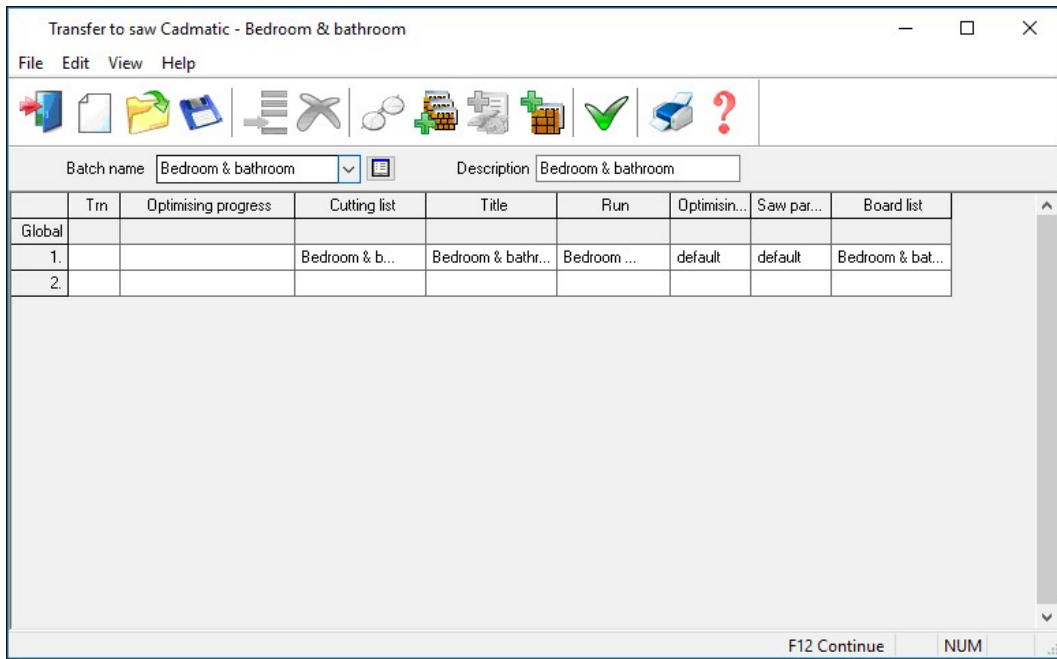 Transfer to saw Cadmatic - Bedroom & bathroom
File Edit View Help
Batch name Bedroom & bathroom Description Bedroom & bathroom
Trn Optimising progress Cutting list Title Run Optimisin... Saw par... Board list
Global
1. Bedroom & b... Bedroom & bathr... Bedroom ... default default Bedroom & bat...
2.
F12 Continue NUM